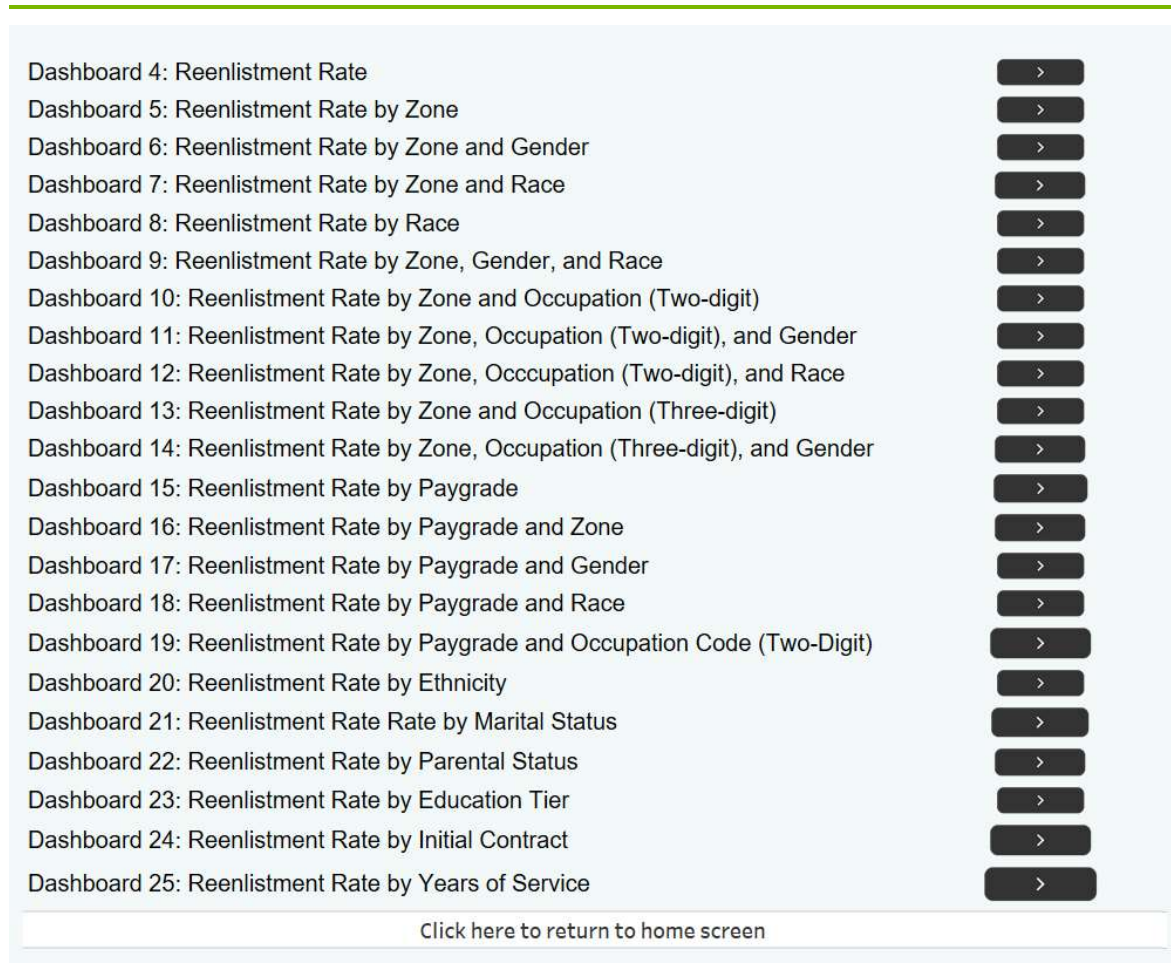 Dashboard 4: Reenlistment Rate
Dashboard 5: Reenlistment Rate by Zone
Dashboard 6: Reenlistment Rate by Zone and Gender
Dashboard 7: Reenlistment Rate by Zone and Race
Dashboard 8: Reenlistment Rate by Race
Dashboard 9: Reenlistment Rate by Zone, Gender, and Race
Dashboard 10: Reenlistment Rate by Zone and Occupation (Two-digit)
Dashboard 11: Reenlistment Rate by Zone, Occupation (Two-digit), and Gender
Dashboard 12: Reenlistment Rate by Zone, Occcupation (Two-digit), and Race
Dashboard 13: Reenlistment Rate by Zone and Occupation (Three-digit)
Dashboard 14: Reenlistment Rate by Zone, Occupation (Three-digit), and Gender
Dashboard 15: Reenlistment Rate by Paygrade
Dashboard 16: Reenlistment Rate by Paygrade and Zone
Dashboard 17: Reenlistment Rate by Paygrade and Gender
Dashboard 18: Reenlistment Rate by Paygrade and Race
Dashboard 19: Reenlistment Rate by Paygrade and Occupation Code (Two-Digit)
Dashboard 20: Reenlistment Rate by Ethnicity
Dashboard 21: Reenlistment Rate Rate by Marital Status
Dashboard 22: Reenlistment Rate by Parental Status
Dashboard 23: Reenlistment Rate by Education Tier
Dashboard 24: Reenlistment Rate by Initial Contract
Dashboard 25: Reenlistment Rate by Years of Service
Click here to return to home screen